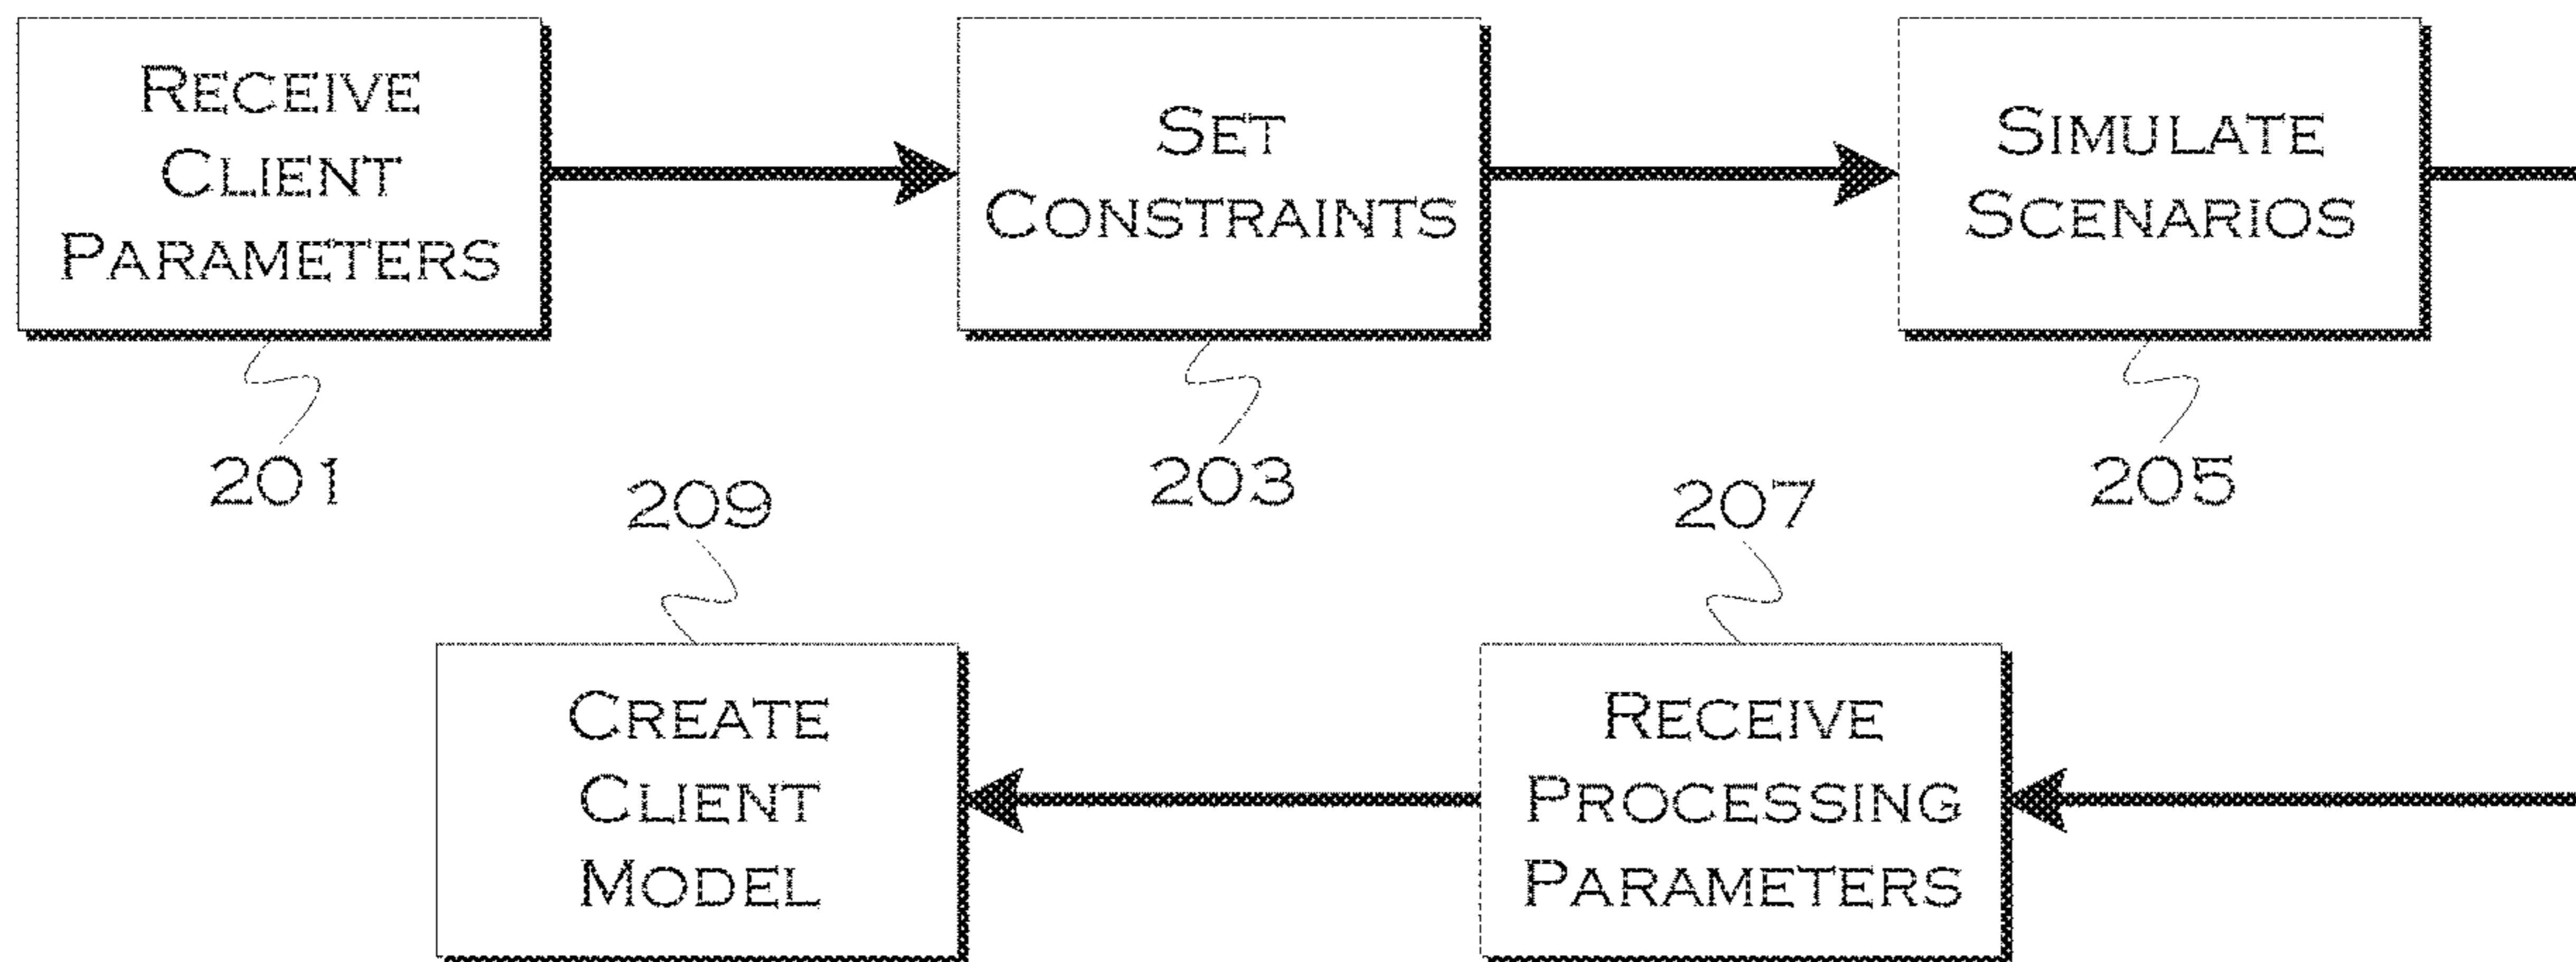 RECEIVE
CLIENT
PARAMETERS
SET
CONSTRAINTS
SIMULATE
SCENARIOS
201
203
205
209
207
CREATE
CLIENT
MODEL
RECEIVE
PROCESSING
PARAMETERS